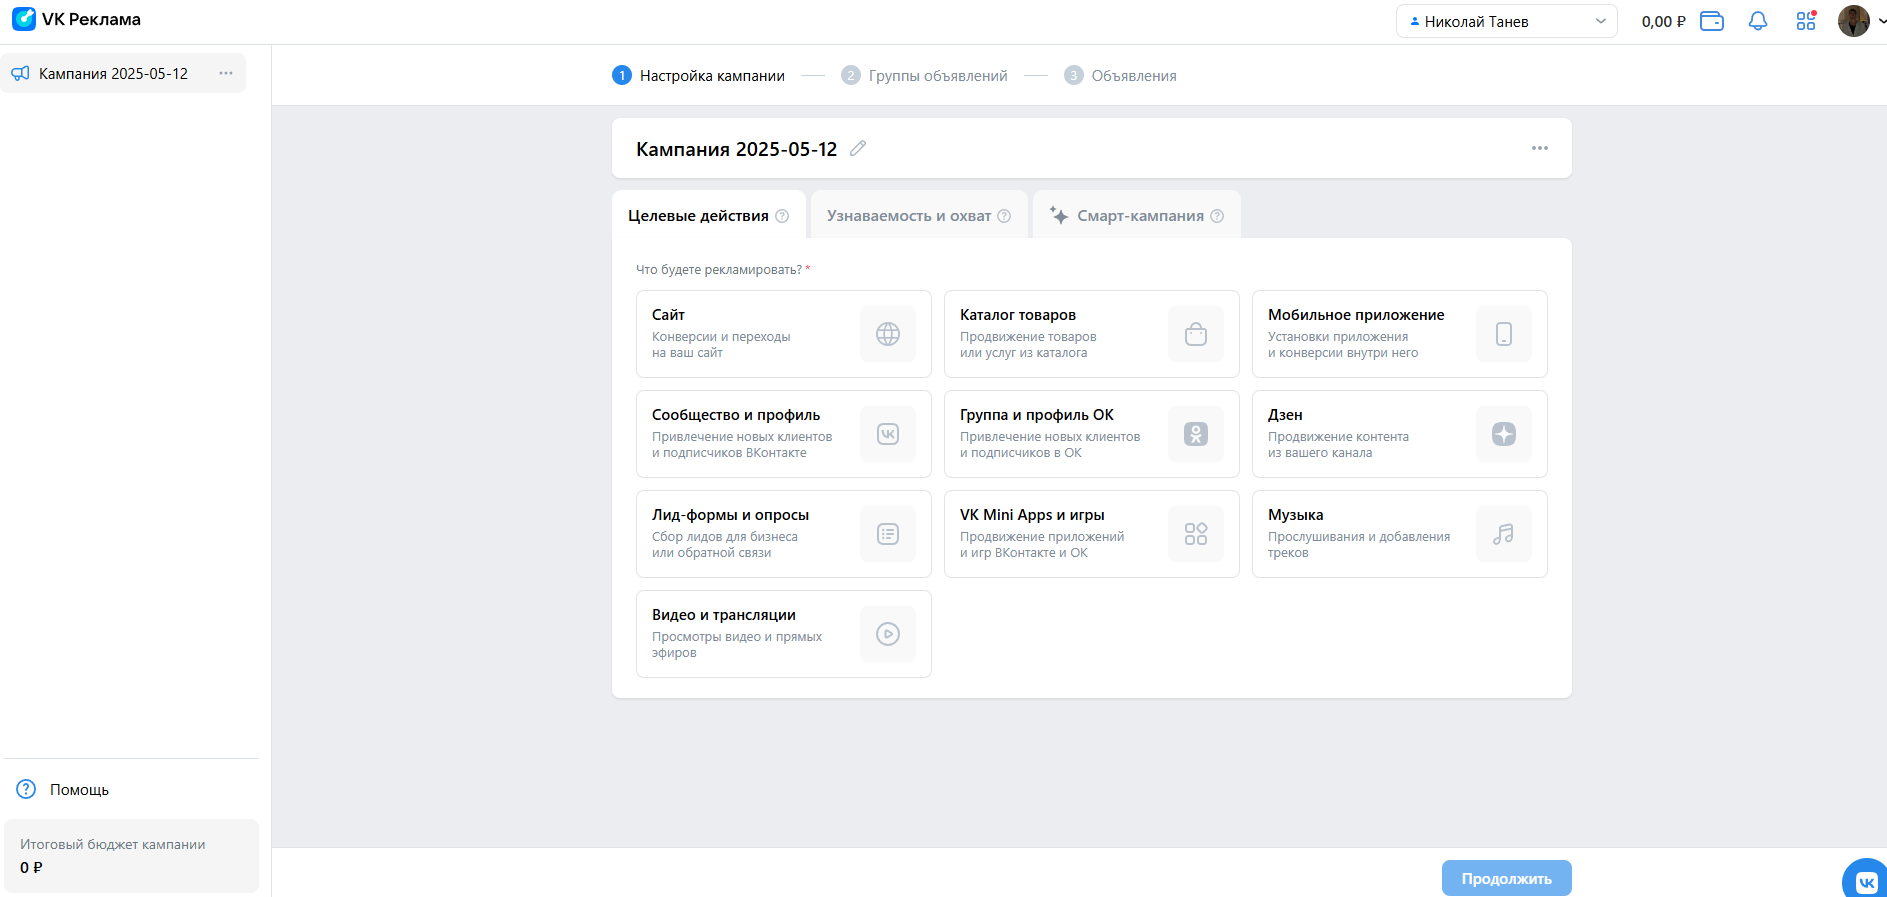 VK Реклама
Николай Танев
0,00 ₽
Кампания 2025-05-12
1 Настройка кампании
2 Группы объявлений
3 Объявления
Кампания 2025-05-12
Целевые действия
Узнаваемость и охват
Смарт-кампания
Что будете рекламировать? *
Сайт
Конверсии и переходы
на ваш сайт
Каталог товаров
Продвижение товаров
или услуг из каталога
Мобильное приложение
Установки приложения
и конверсии внутри него
Сообщество и профиль
Привлечение новых клиентов
и подписчиков ВКонтакте
Группа и профиль ОК
Привлечение новых клиентов
и подписчиков в ОК
Дзен
Продвижение контента
из вашего канала
Лид-формы и опросы
Сбор лидов для бизнеса
или обратной связи
VK Mini Apps и игры
Продвижение приложений
и игр ВКонтакте и ОК
Музыка
Прослушивания и добавления
треков
Видео и трансляции
Просмотры видео и прямых
эфиров
Помощь
Итоговый бюджет кампании
0 ₽
Продолжить